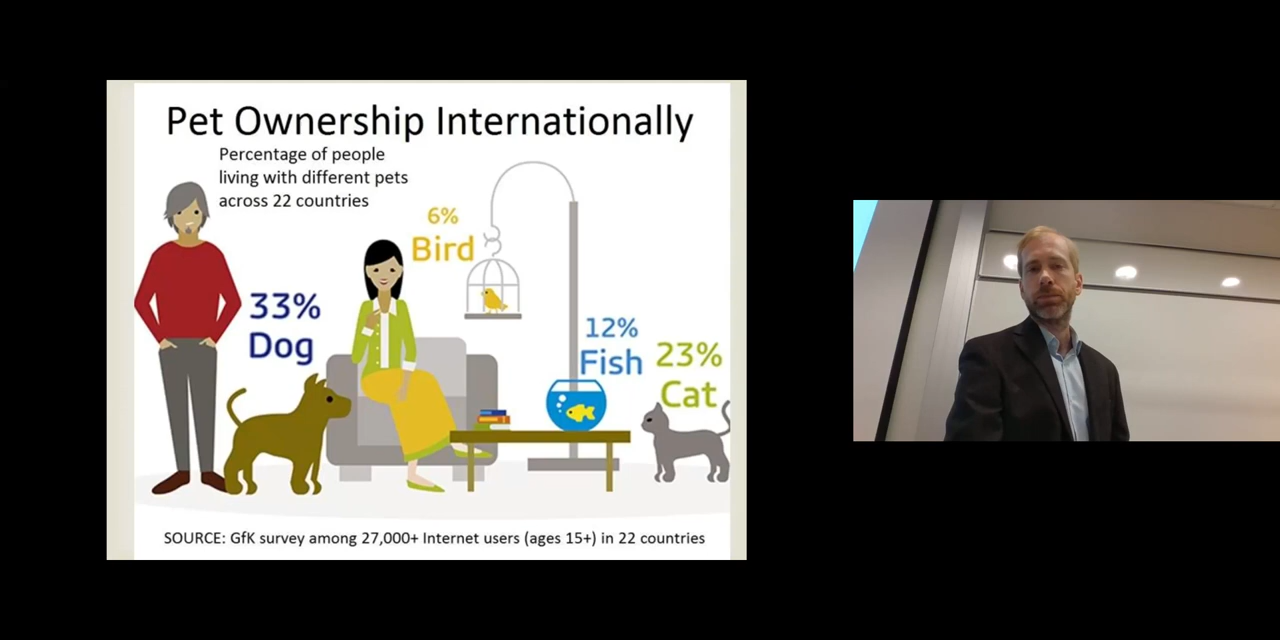 Pet Ownership Internationally
Percentage of people
living with different pets
across 22 countries
6%
Bird
33%
Dog
12%
Fish
23%
Cat
SOURCE: GfK survey among 27,000+ Internet users (ages 15+) in 22 countries